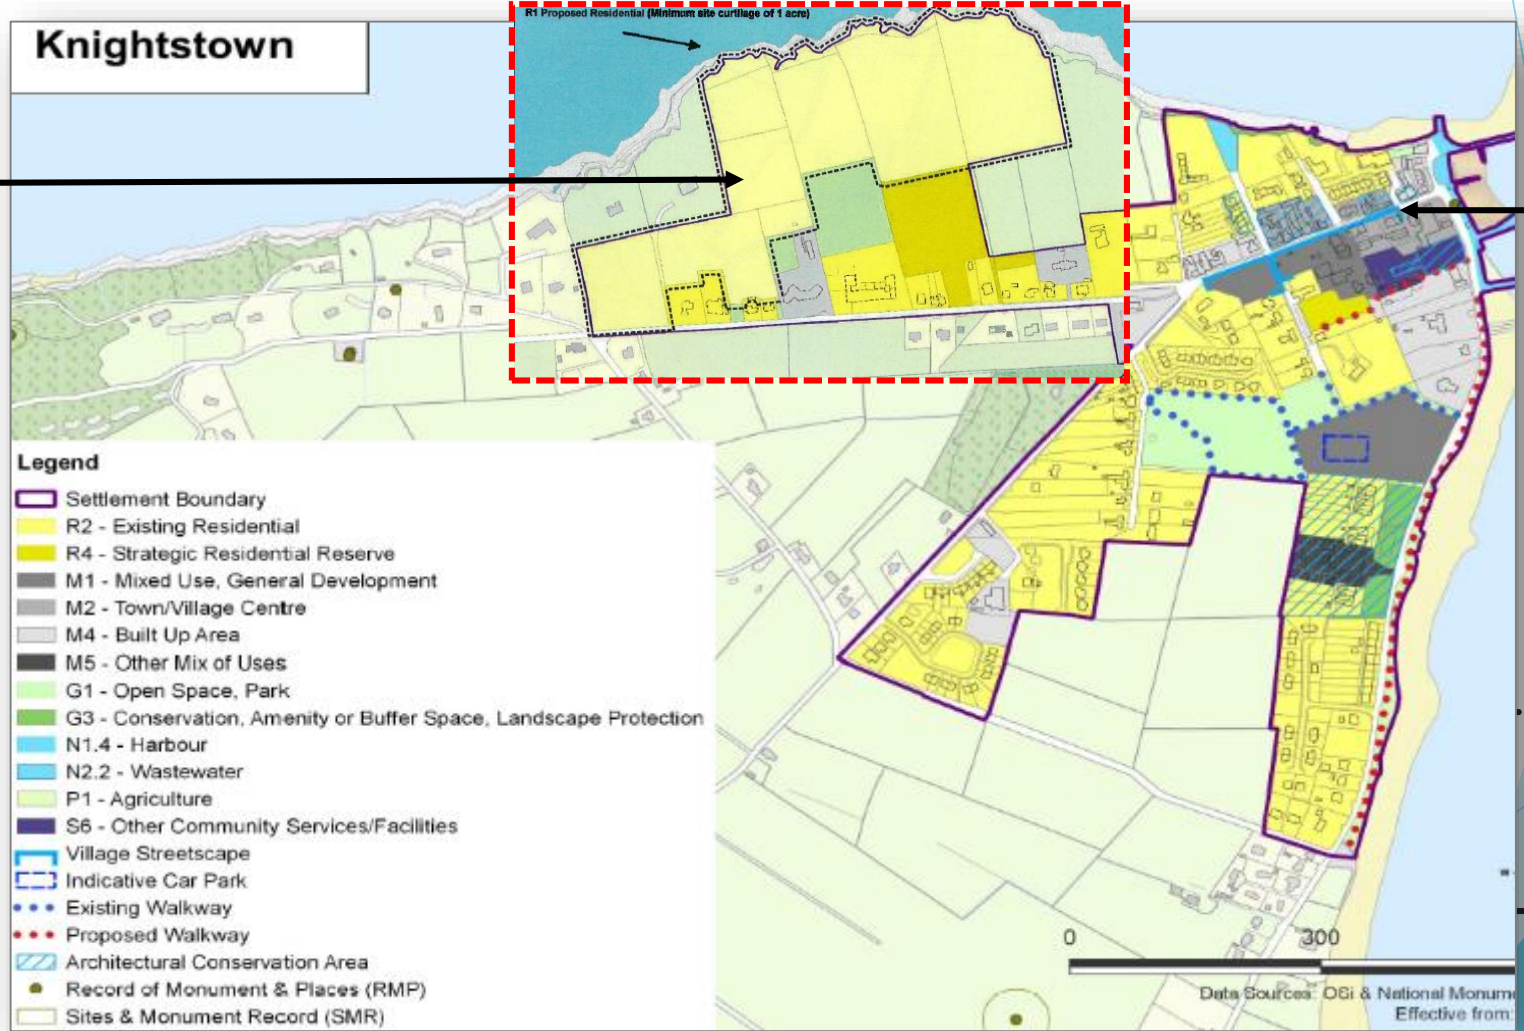 Knightstown
R1 Proposed Residential (Minimum site curtilage of 1 acre)
Legend
Settlement Boundary
R2 - Existing Residential
R4 - Strategic Residential Reserve
M1 - Mixed Use, General Development
M2 - Town/Village Centre
M4 - Built Up Area
M5 - Other Mix of Uses
G1 - Open Space, Park
G3 - Conservation, Amenity or Buffer Space, Landscape Protection
N1.4 - Harbour
N2.2 - Wastewater
P1 - Agriculture
S6 - Other Community Services/Facilities
Village Streetscape
Indicative Car Park
Existing Walkway
Proposed Walkway
Architectural Conservation Area
Record of Monument & Places (RMP)
Sites & Monument Record (SMR)
0 300
Data Sources: OSi & National Monum
Effective from: